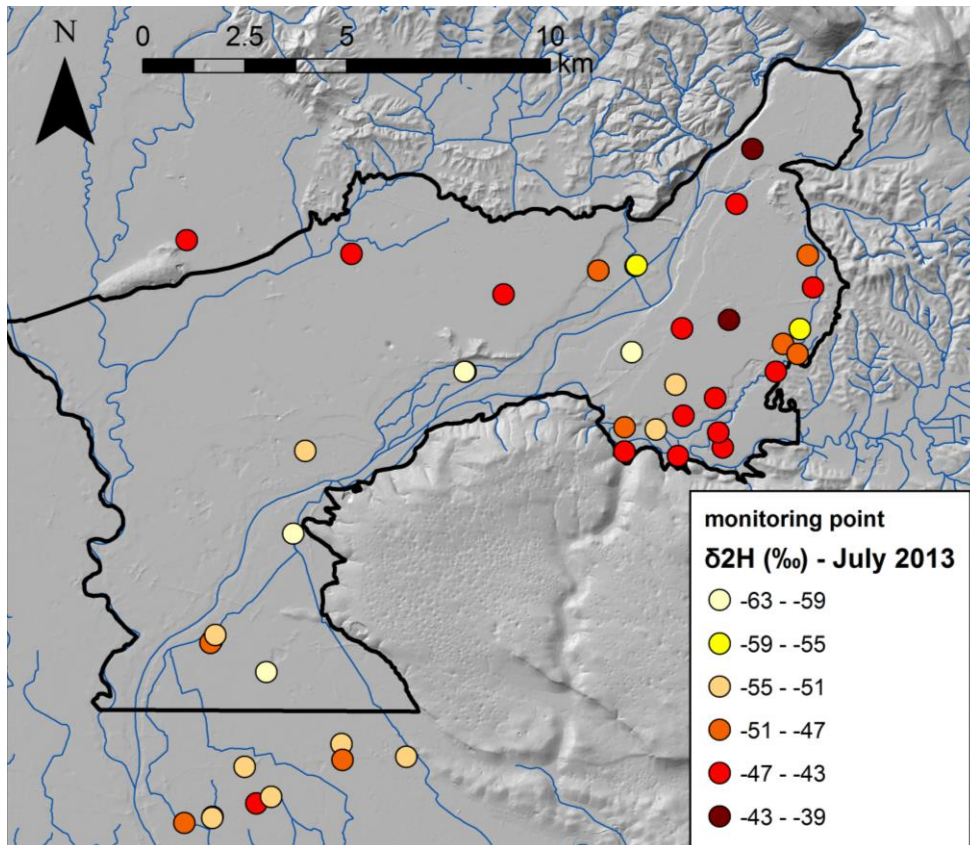 N
0 2.5 5 10
km
monitoring point
δ2H (‰) - July 2013
-63 - -59
-59 - -55
-55 - -51
-51 - -47
-47 - -43
-43 - -39